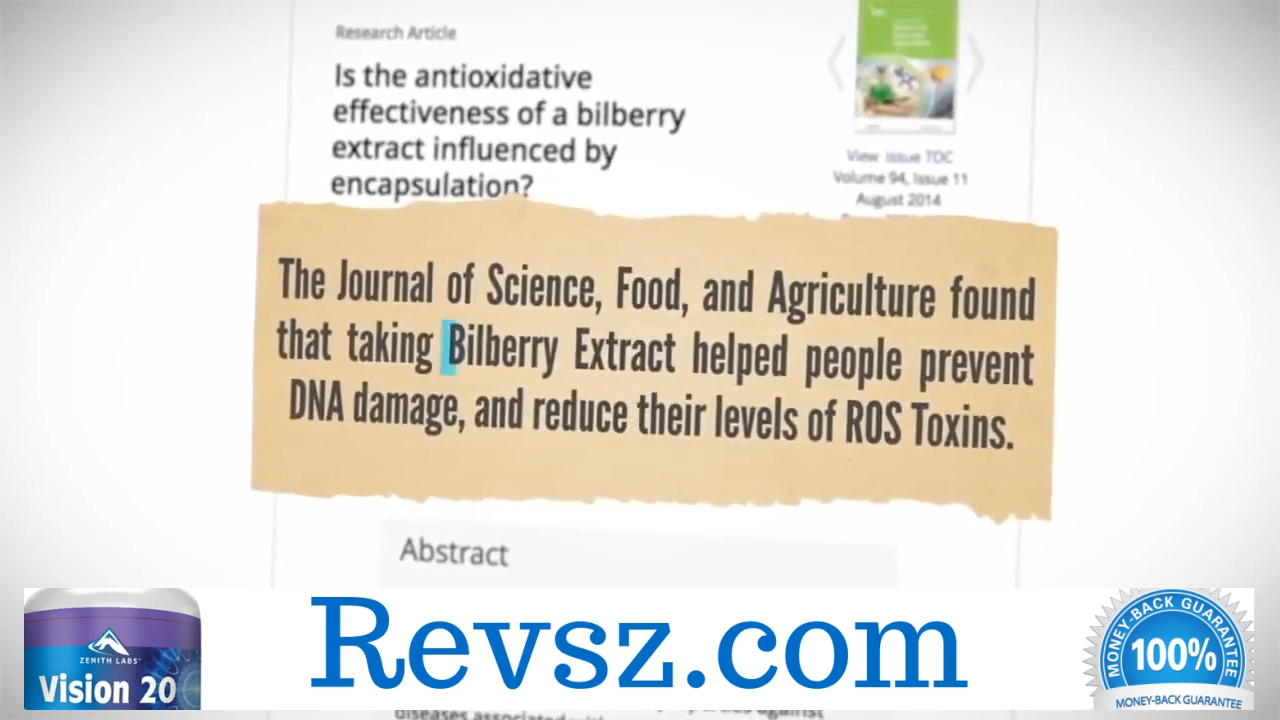 Research Article
Is the antioxidative
effectiveness of a bilberry
extract influenced by
encapsulation?
View issue TOC
Volume 94, Issue 11
August 2014
The Journal of Science, Food, and Agriculture found
that taking Bilberry Extract helped people prevent
DNA damage, and reduce their levels of ROS Toxins.
Abstract
ZENITH LABS™
Vision 20
Revsz.com
MONEY-BACK GUARANTEE
100%
MONEY-BACK GUARANTEE